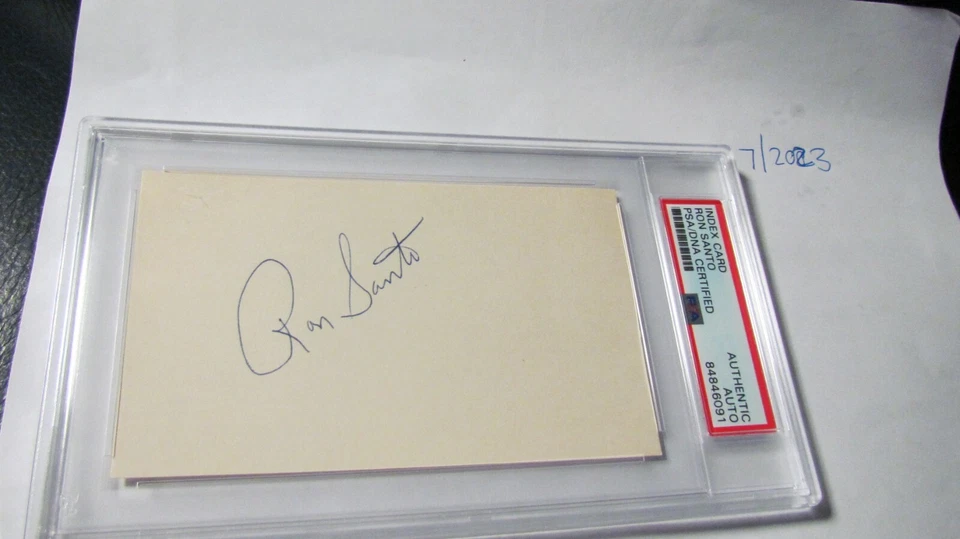 Ron Santo
7/2023
INDEX CARD
RON SANTO
PSA/DNA CERTIFIED
AUTHENTIC
AUTO
84846091